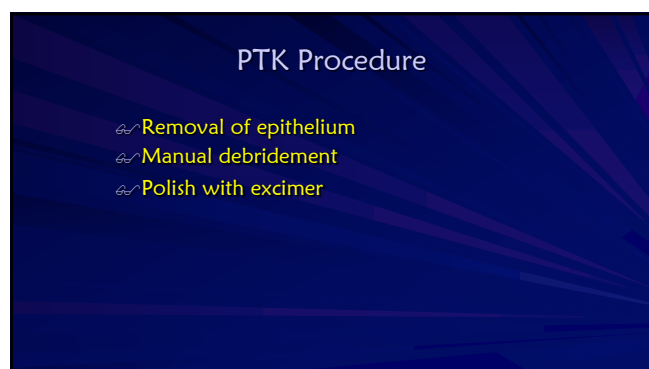 PTK Procedure
Removal of epithelium
Manual debridement
Polish with excimer